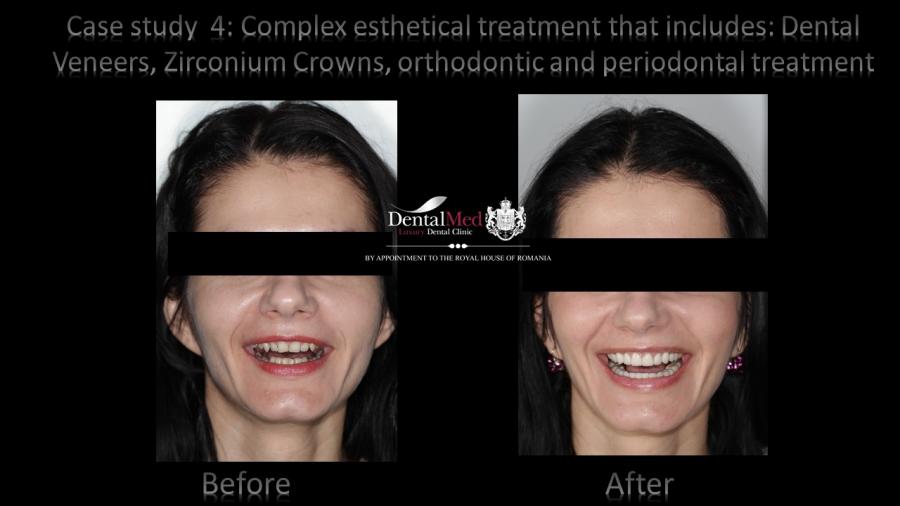 Case study 4: Complex esthetical treatment that includes: Dental
Veneers, Zirconium Crowns, orthodontic and periodontal treatment
DentalMed
Luxury Dental Clinic
BY APPOINTMENT TO THE ROYAL HOUSE OF ROMANIA
Before
After